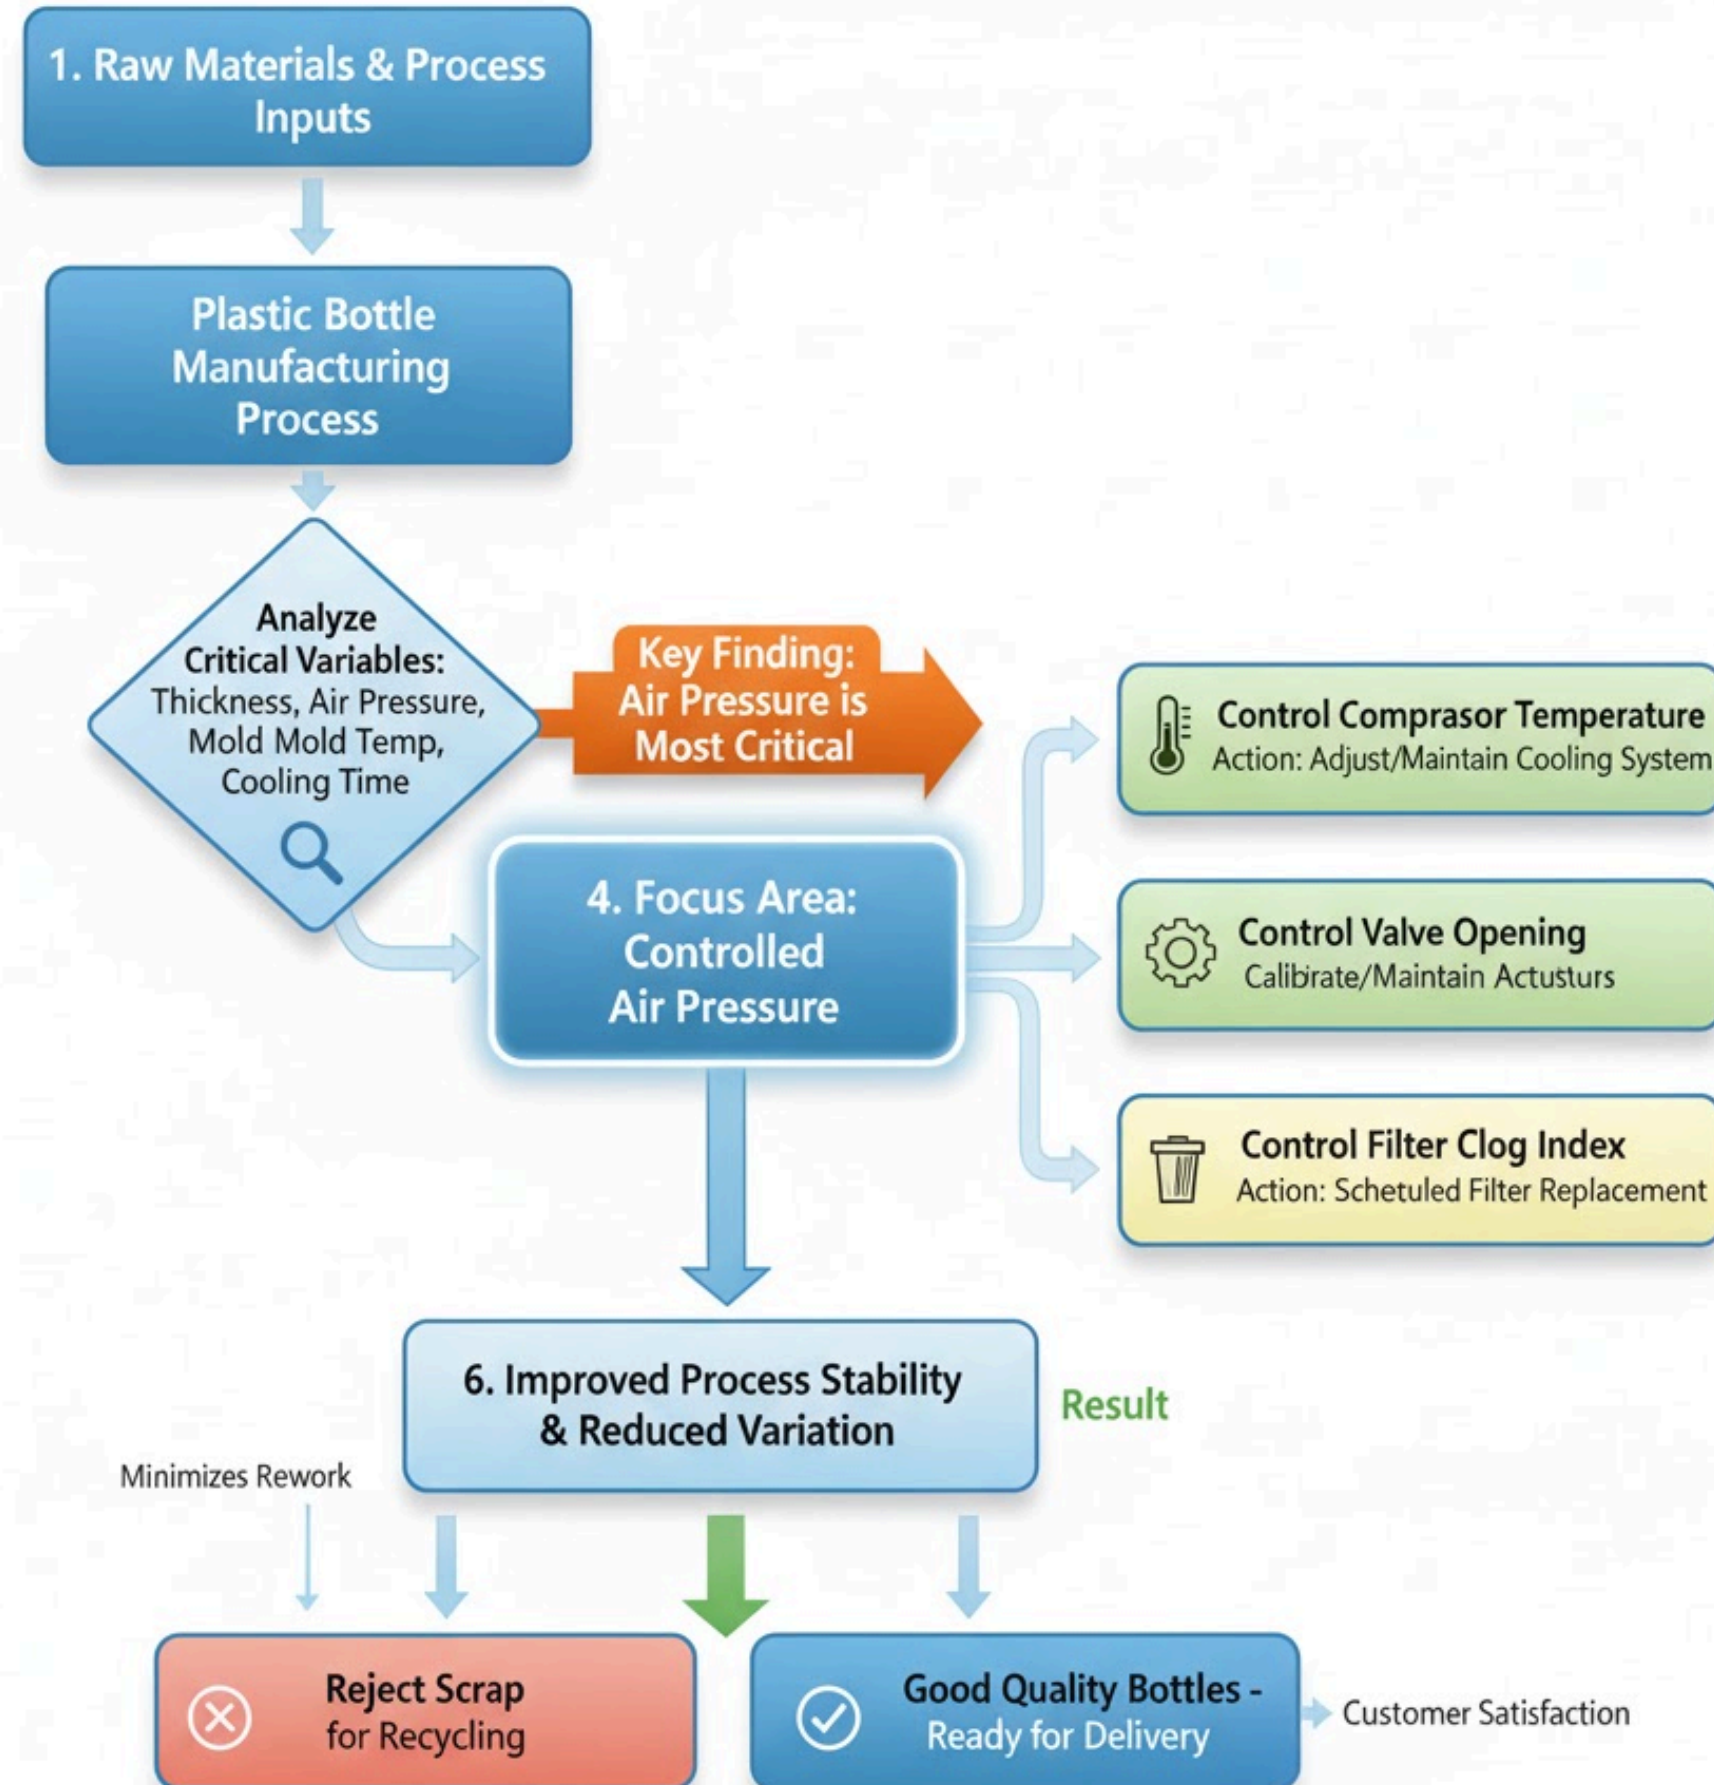 1. Raw Materials & Process
Inputs
Plastic Bottle
Manufacturing
Process
Analyze
Critical Variables:
Thickness, Air Pressure,
Mold Mold Temp,
Cooling Time
Key Finding:
Air Pressure is
Most Critical
4. Focus Area:
Controlled
Air Pressure
Control Comprasor Temperature
Action: Adjust/Maintain Cooling System
Control Valve Opening
Calibrate/Maintain Actusturs
Control Filter Clog Index
Action: Schetuled Filter Replacement
6. Improved Process Stability
& Reduced Variation
Result
Minimizes Rework
Reject Scrap
for Recycling
Good Quality Bottles -
Ready for Delivery
Customer Satisfaction